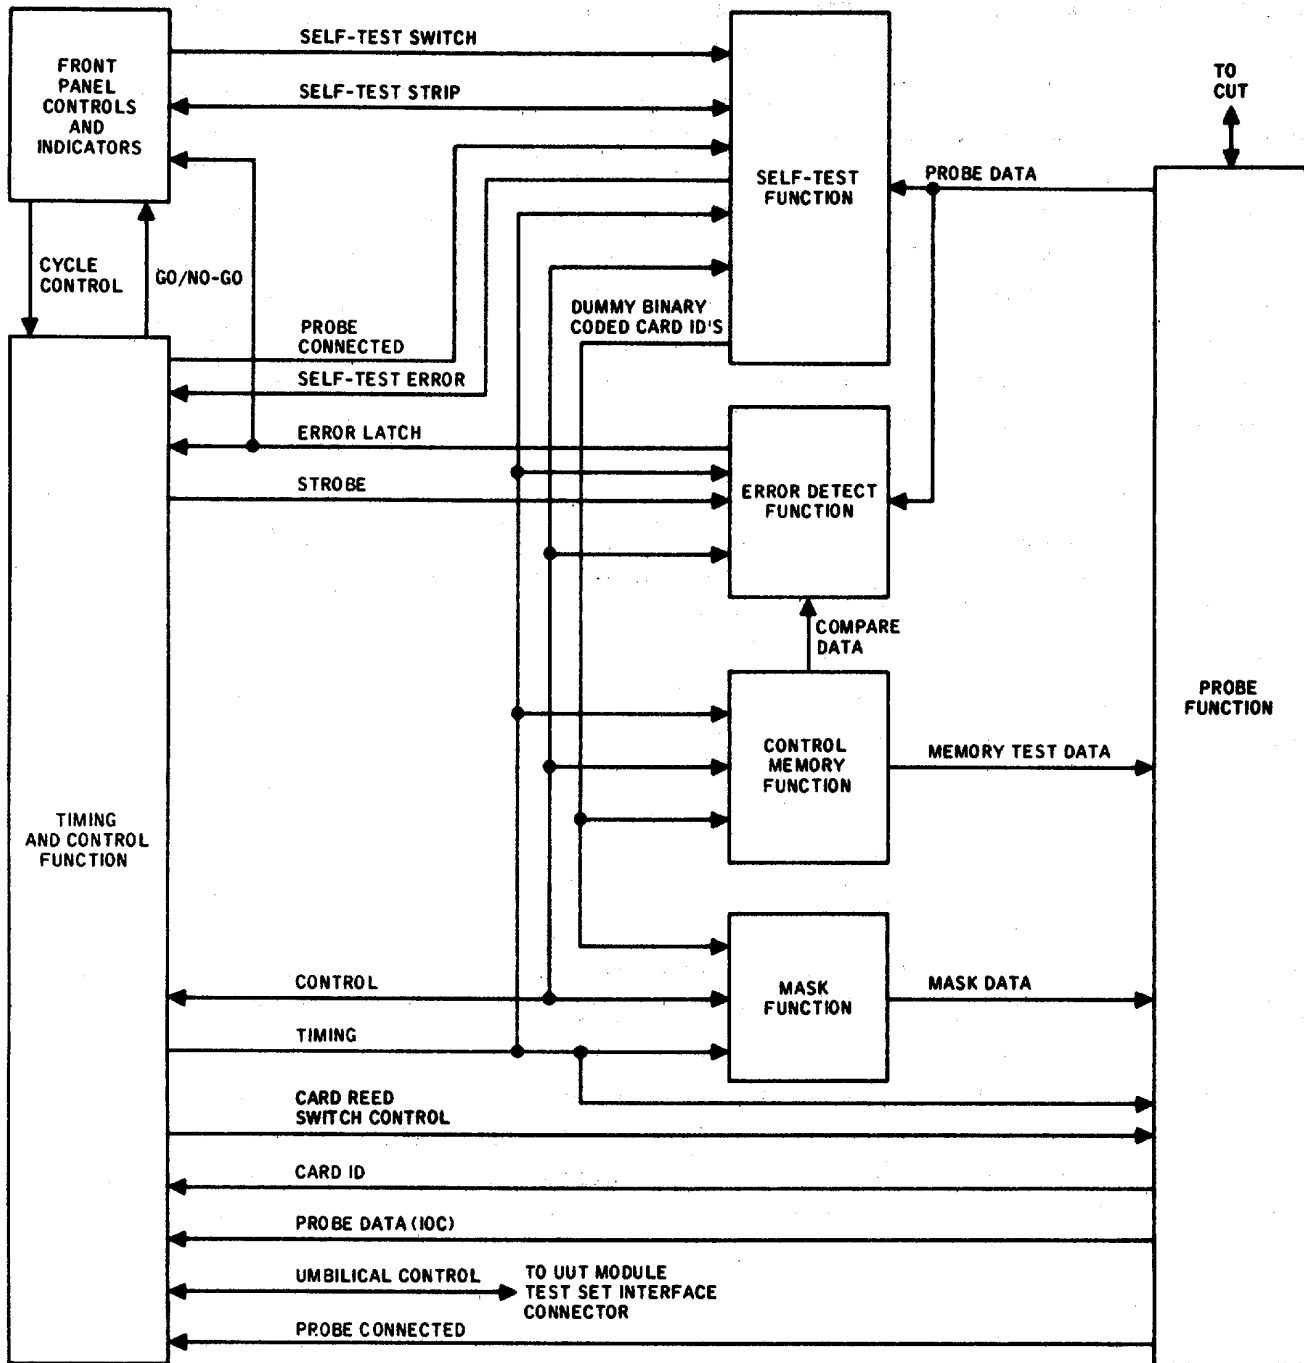 SELF-TEST SWITCH
FRONT
PANEL
CONTROLS
AND
INDICATORS
SELF-TEST STRIP
TO
CUT
SELF-TEST
FUNCTION
PROBE DATA
CYCLE
CONTROL
GO/NO-GO
DUMMY BINARY
CODED CARD ID'S
PROBE
CONNECTED
SELF-TEST ERROR
ERROR LATCH
STROBE
ERROR DETECT
FUNCTION
COMPARE
DATA
PROBE
FUNCTION
CONTROL
MEMORY
FUNCTION
MEMORY TEST DATA
TIMING
AND CONTROL
FUNCTION
CONTROL
MASK
FUNCTION
MASK DATA
TIMING
CARD REED
SWITCH CONTROL
CARD ID
PROBE DATA (IOC)
UMBILICAL CONTROL
TO UUT MODULE
TEST SET INTERFACE
CONNECTOR
PROBE CONNECTED